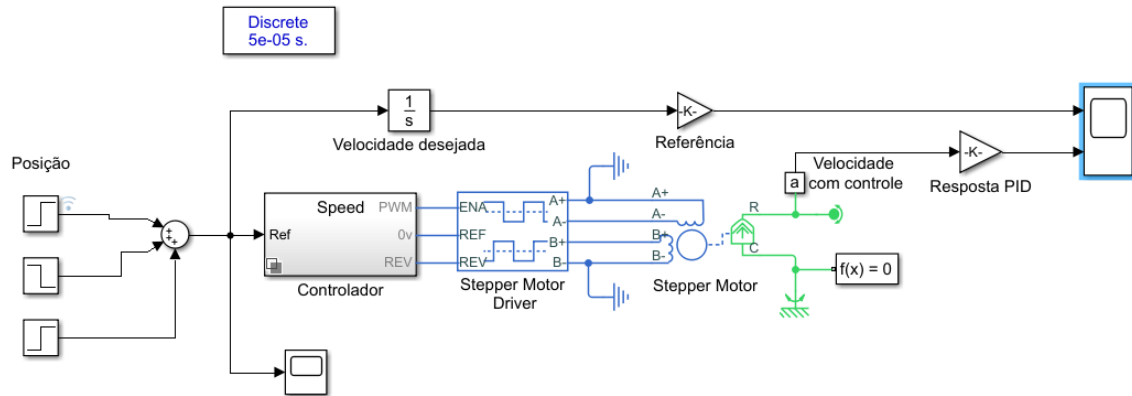 Discrete
5e-05 s.
1
s
Velocidade desejada
-K-
Referência
Posição
Velocidade
com controle
a
-K-
Resposta PID
Speed
Ref
PWM
0v
REV
Controlador
ENA
REF
REV
A+
A-
B+
B-
Stepper Motor
Driver
A+
A-
B+
B-
Stepper Motor
R
C
f(x) = 0
+
+
+